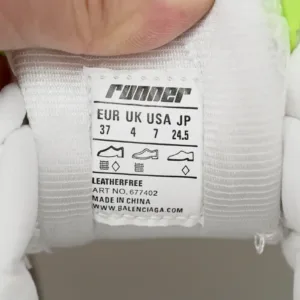 runner
EUR UK USA JP
37 4 7 24.5
LEATHERFREE
PART NO. 677402
MADE IN CHINA
WWW.BALENCIAGA.COM